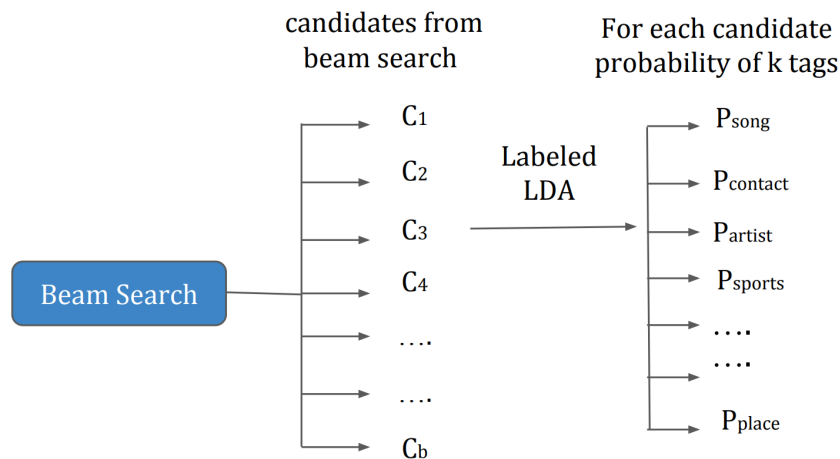 candidates from
beam search
For each candidate
probability of k tags
Beam Search
C1
C2
C3
C4
….
….
Cb
Labeled
LDA
Psong
Pcontact
Partist
Psports
….
….
Pplace